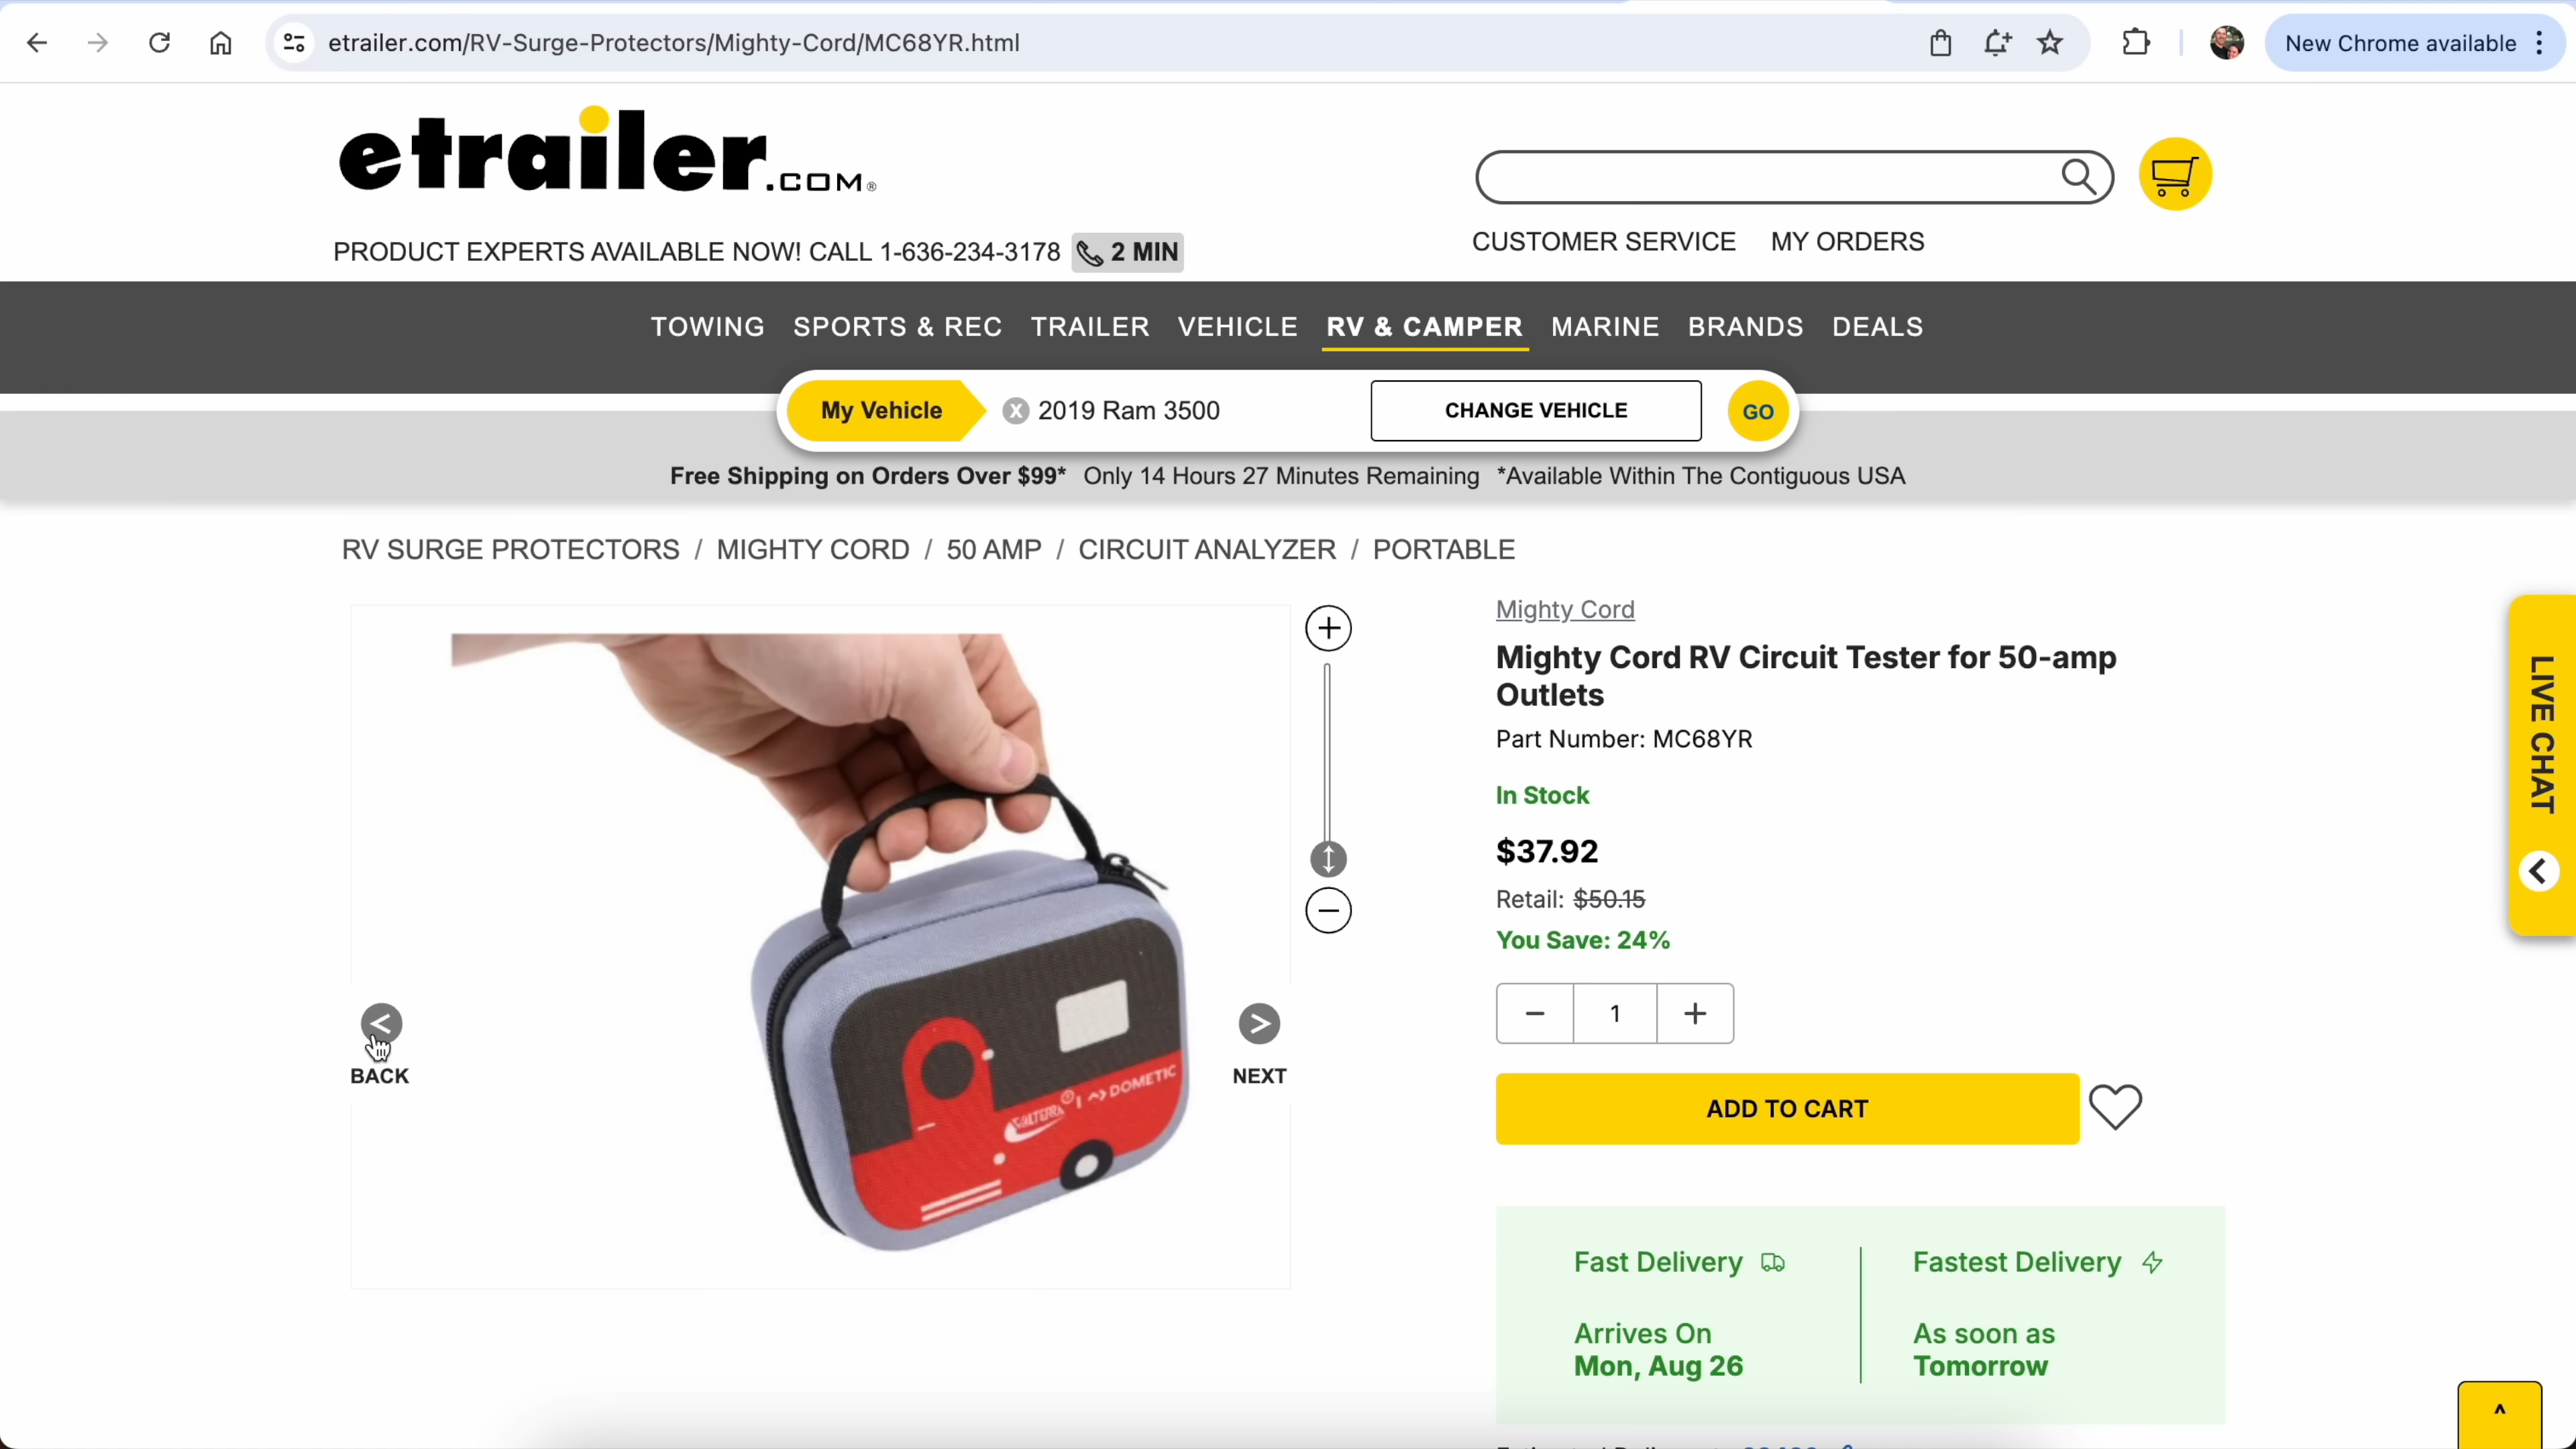 etrailer.com/RV-Surge-Protectors/Mighty-Cord/MC68YR.html
New Chrome available
etrailer.COM®
PRODUCT EXPERTS AVAILABLE NOW! CALL 1-636-234-3178 2 MIN
CUSTOMER SERVICE MY ORDERS
TOWING SPORTS & REC TRAILER VEHICLE RV & CAMPER MARINE BRANDS DEALS
My Vehicle X 2019 Ram 3500 CHANGE VEHICLE GO
Free Shipping on Orders Over $99* Only 14 Hours 27 Minutes Remaining *Available Within The Contiguous USA
RV SURGE PROTECTORS / MIGHTY CORD / 50 AMP / CIRCUIT ANALYZER / PORTABLE
Mighty Cord
Mighty Cord RV Circuit Tester for 50-amp
Outlets
Part Number: MC68YR
In Stock
$37.92
Retail: $50.15
You Save: 24%
− 1 +
ADD TO CART
< BACK
> NEXT
VALTERRA | DOMETIC
Fast Delivery
Arrives On
Mon, Aug 26
Fastest Delivery
As soon as
Tomorrow
LIVE CHAT